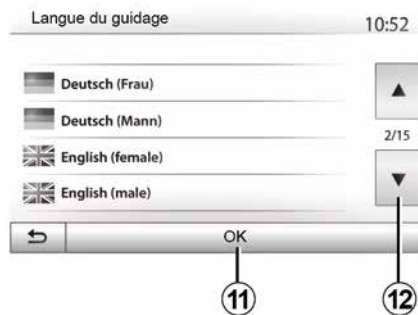 Langue du guidage
10:52
Deutsch (Frau)
Deutsch (Mann)
2/15
English (female)
English (male)
OK
11
12